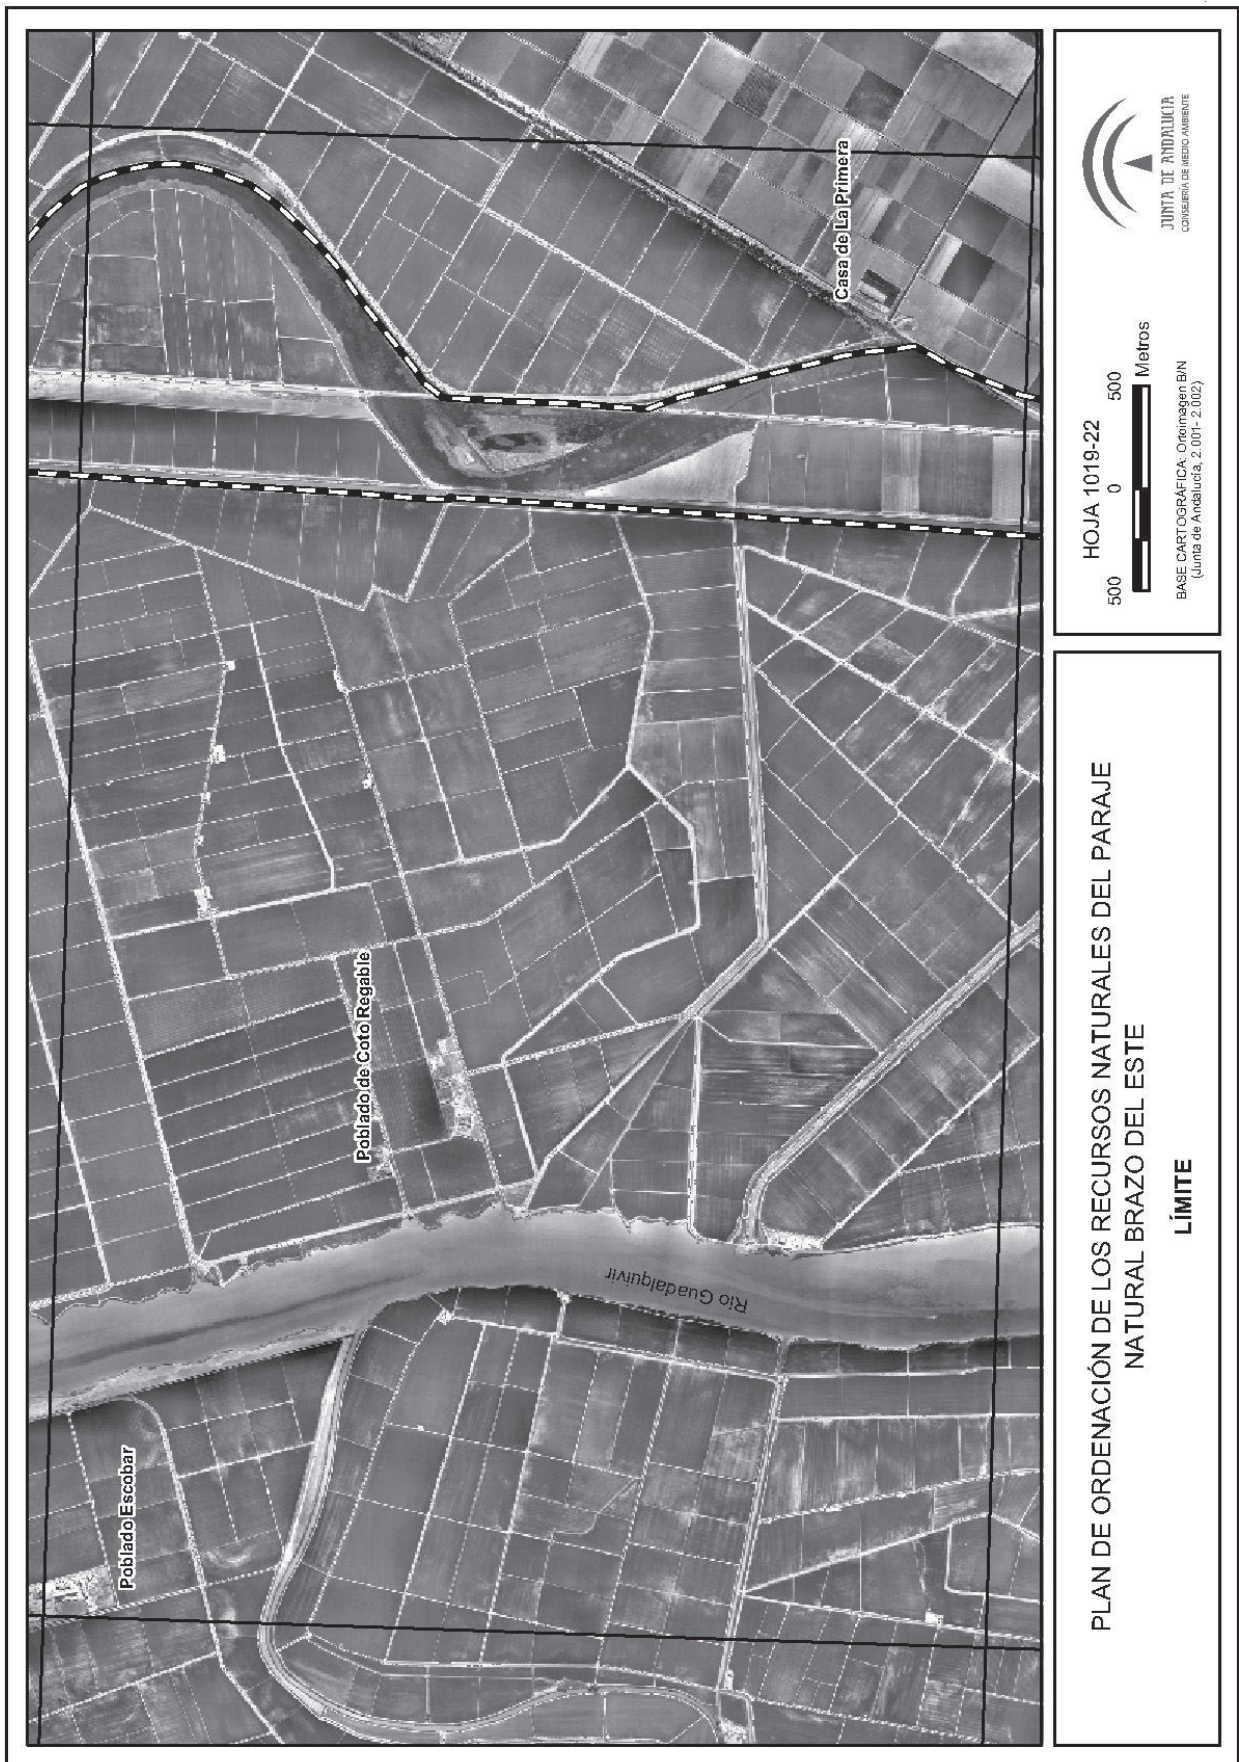 Poblado Escobar
Río Guadalquivir
Poblado de Coto Regable
Casa de La Primera
PLAN DE ORDENACIÓN DE LOS RECURSOS NATURALES DEL PARAJE
NATURAL BRAZO DEL ESTE
LÍMITE
HOJA 1019-22
500 0 500
Metros
BASE CARTOGRÁFICA: Ortoimagen B/N
(Junta de Andalucía, 2.001- 2.002)
JUNTA DE ANDALUCIA
CONSEJERÍA DE MEDIO AMBIENTE